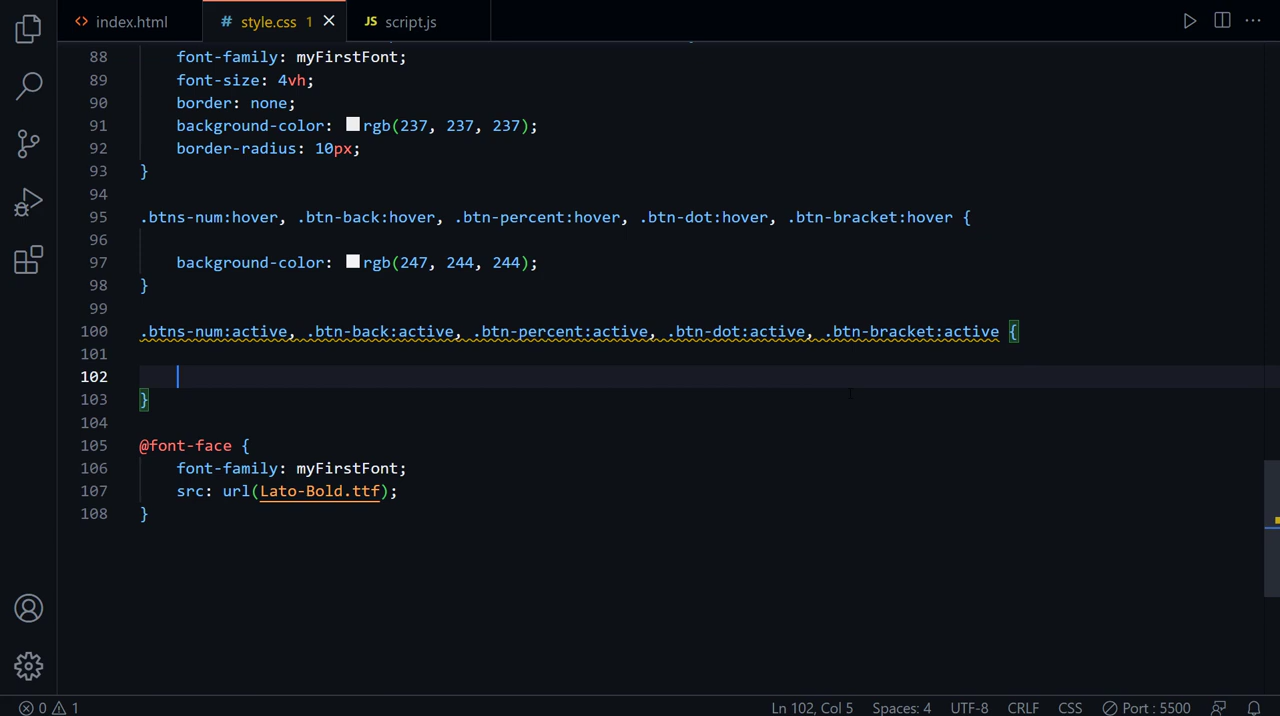 index.html
style.css 1
JS script.js
88 font-family: myFirstFont;
89 font-size: 4vh;
90 border: none;
91 background-color: rgb(237, 237, 237);
92 border-radius: 10px;
93 }
94
95 .btns-num:hover, .btn-back:hover, .btn-percent:hover, .btn-dot:hover, .btn-bracket:hover {
96
97 background-color: rgb(247, 244, 244);
98 }
99
100 .btns-num:active, .btn-back:active, .btn-percent:active, .btn-dot:active, .btn-bracket:active {
101
102
103 }
104
105 @font-face {
106 font-family: myFirstFont;
107 src: url(Lato-Bold.ttf);
108 }
0 1 Ln 102, Col 5 Spaces: 4 UTF-8 CRLF CSS Port : 5500